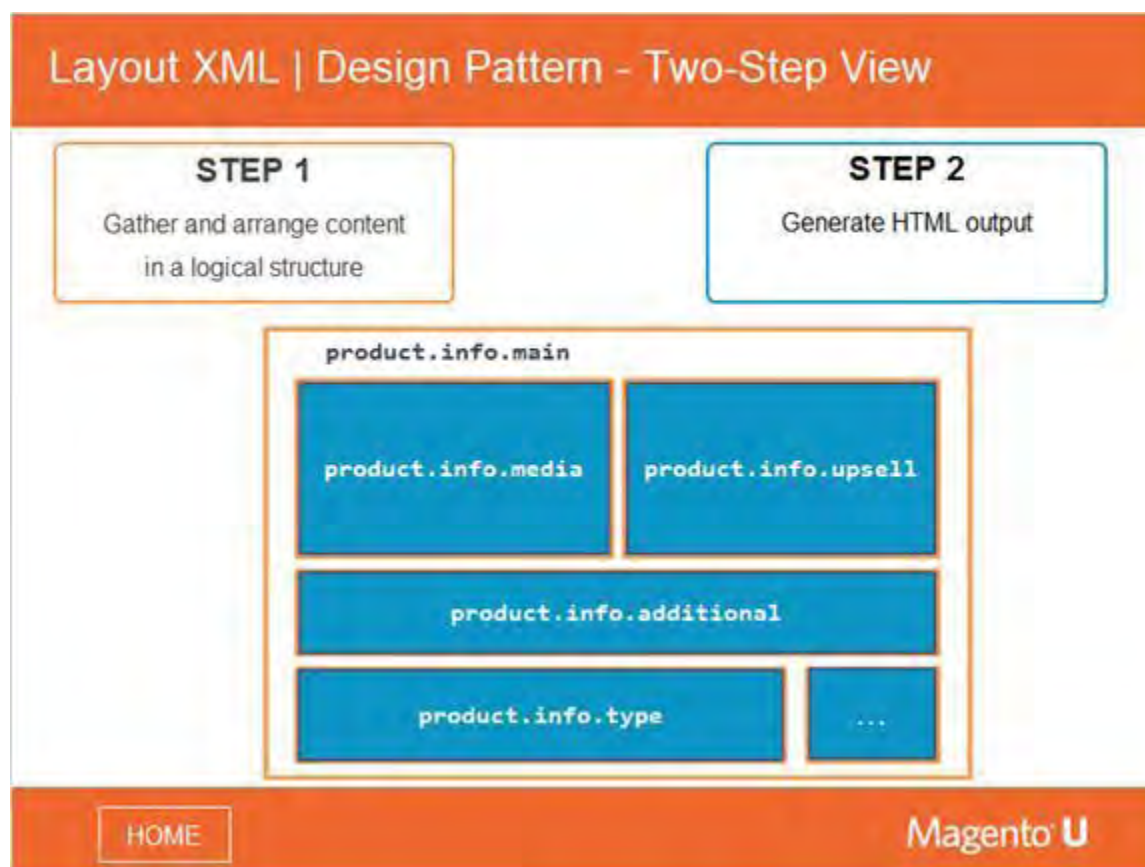 Layout XML | Design Pattern - Two-Step View
STEP 1
Gather and arrange content
in a logical structure
STEP 2
Generate HTML output
product.info.main
product.info.media
product.info.upsell
product.info.additional
product.info.type
...
HOME
Magento U